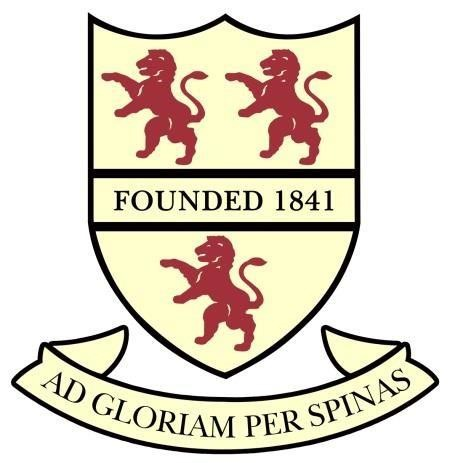 FOUNDED 1841
AD GLORIAM PER SPINAS